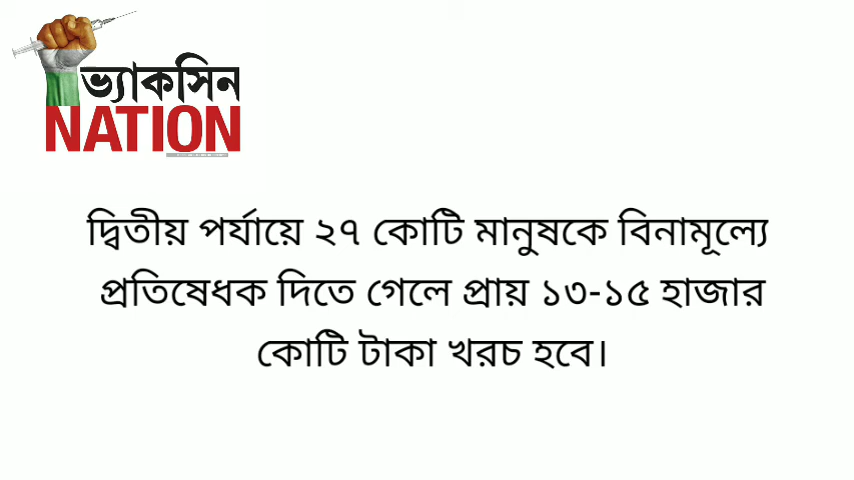 ভ্যাকসিন
NATION
দ্বিতীয় পর্যায়ে ২৭ কোটি মানুষকে বিনামূল্যে
প্রতিষেধক দিতে গেলে প্রায় ১৩-১৫ হাজার
কোটি টাকা খরচ হবে।